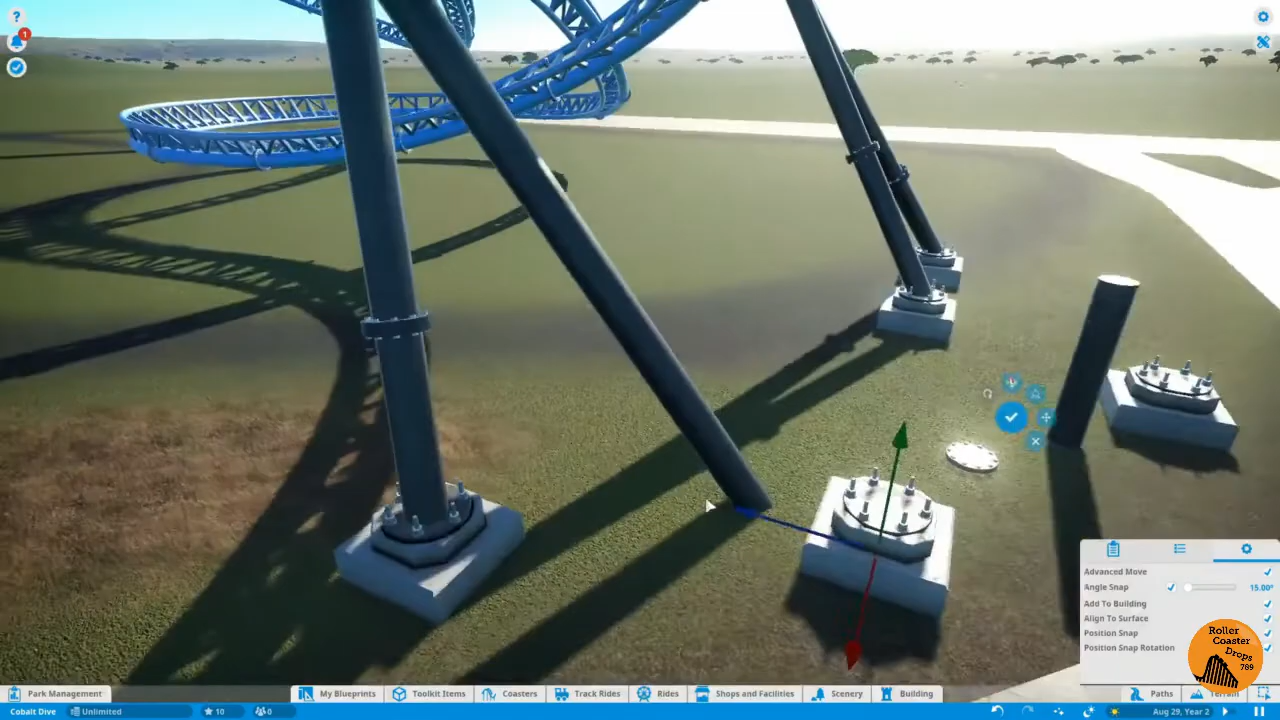 ?
1
Advanced Move
Angle Snap 15.00°
Add To Building
Align To Surface
Position Snap
Position Snap Rotation
Roller
Coaster
Drops
789
Park Management
My Blueprints
Toolkit Items
Coasters
Track Rides
Rides
Shops and Facilities
Scenery
Building
Paths
Terrain
Cobalt Dive
Unlimited
10
0
Aug 29, Year 2